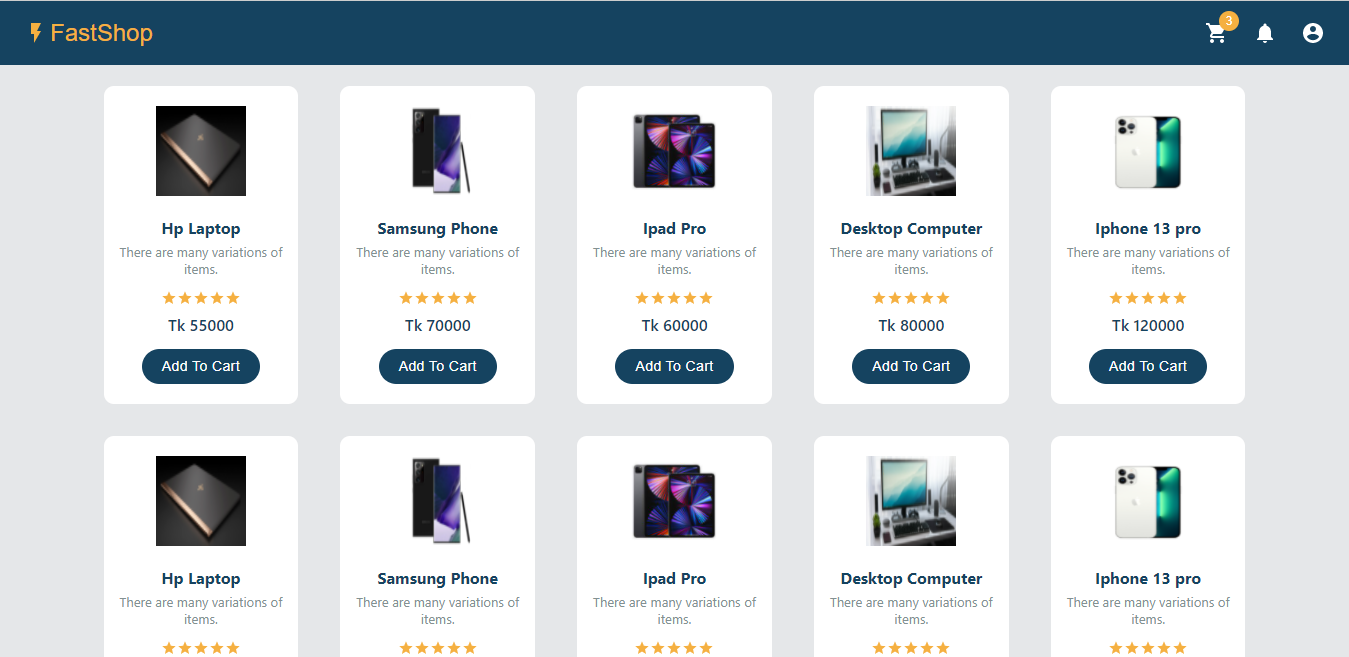 FastShop
3
Hp Laptop
There are many variations of
items.
Tk 55000
Add To Cart
Samsung Phone
There are many variations of
items.
Tk 70000
Add To Cart
Ipad Pro
There are many variations of
items.
Tk 60000
Add To Cart
Desktop Computer
There are many variations of
items.
Tk 80000
Add To Cart
Iphone 13 pro
There are many variations of
items.
Tk 120000
Add To Cart
Hp Laptop
There are many variations of
items.
Samsung Phone
There are many variations of
items.
Ipad Pro
There are many variations of
items.
Desktop Computer
There are many variations of
items.
Iphone 13 pro
There are many variations of
items.